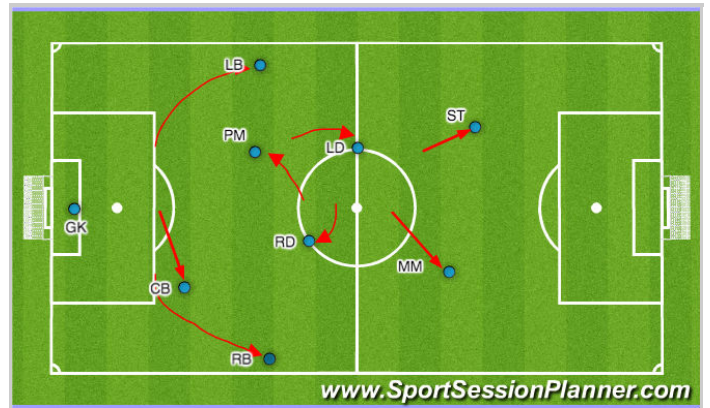 LB
ST
PM
LD
GK
RD
MM
CB
RB
www.SportSessionPlanner.com